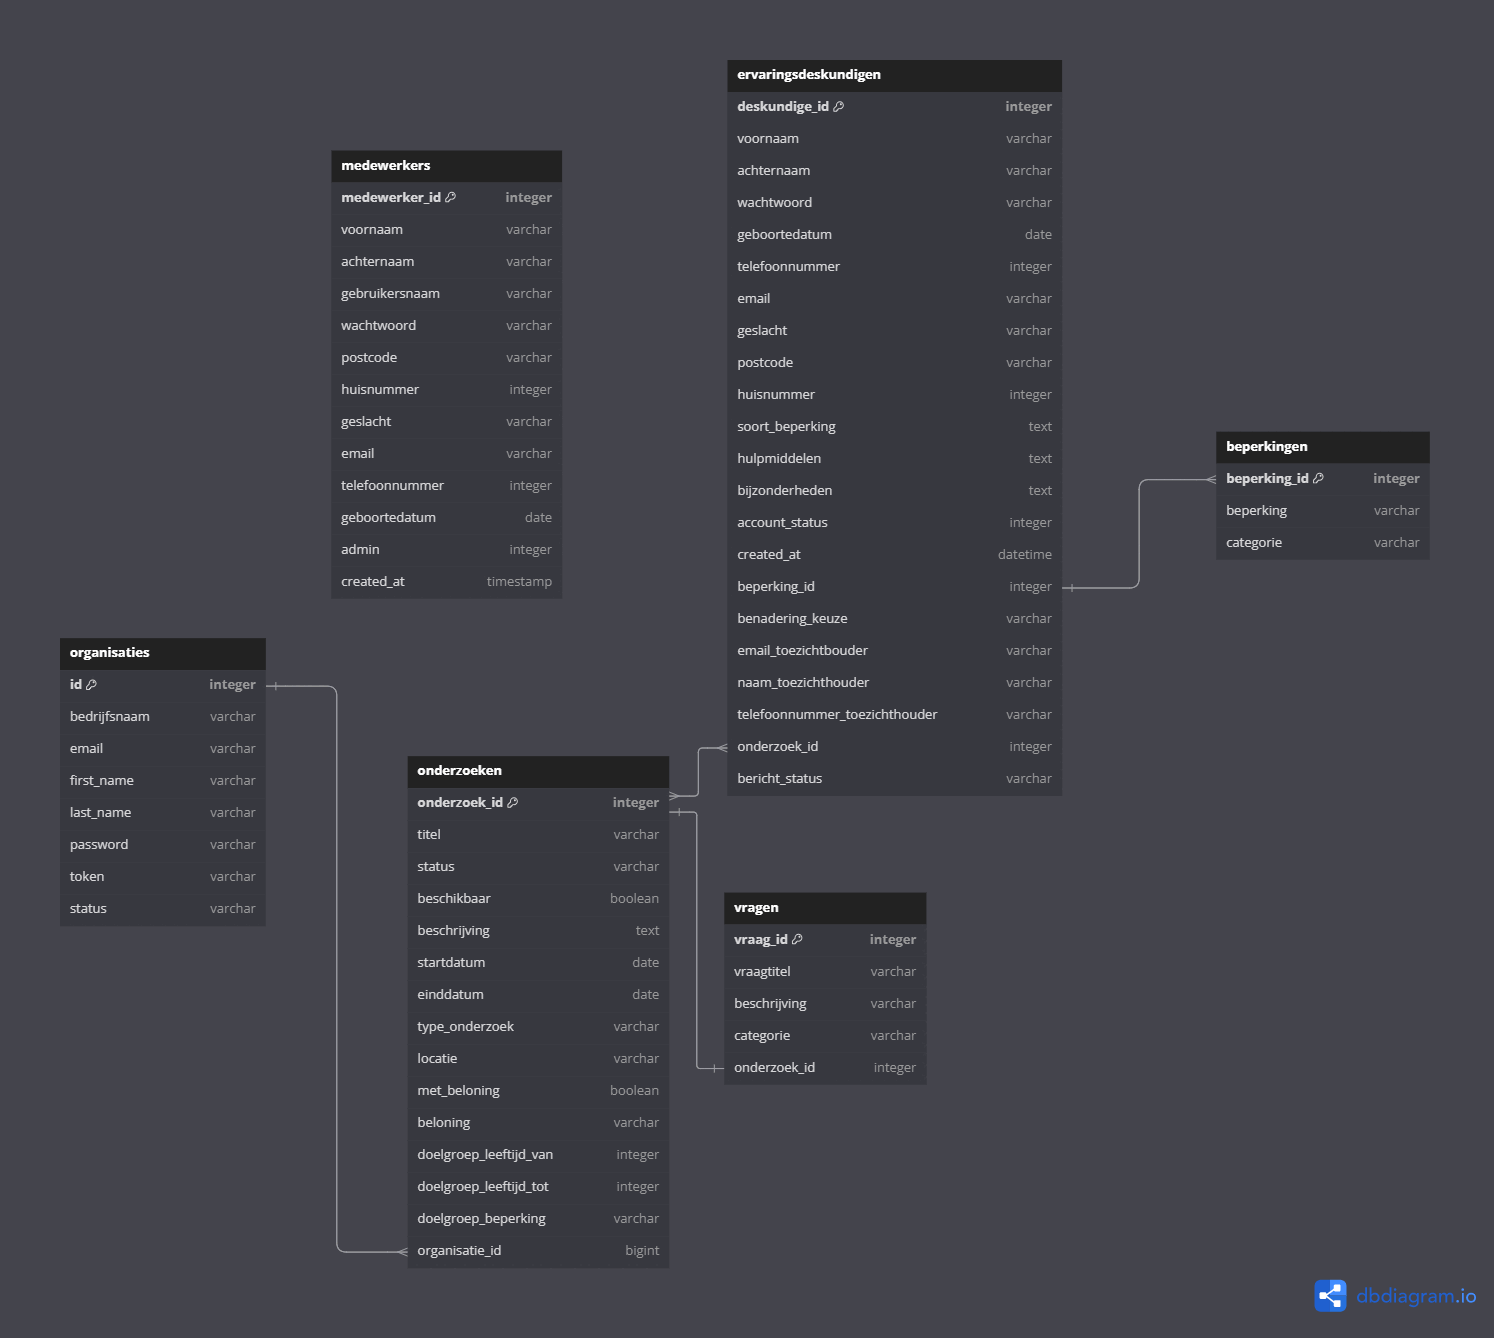 ervaringsdeskundigen
deskundige_id integer
voornaam varchar
achternaam varchar
wachtwoord varchar
geboortedatum date
telefoonnummer integer
email varchar
geslacht varchar
postcode varchar
huisnummer integer
soort_beperking text
hulpmiddelen text
bijzonderheden text
account_status integer
created_at datetime
beperking_id integer
benadering_keuze varchar
email_toezichtbouder varchar
naam_toezichthouder varchar
telefoonnummer_toezichthouder varchar
onderzoek_id integer
bericht_status varchar
medewerkers
medewerker_id integer
voornaam varchar
achternaam varchar
gebruikersnaam varchar
wachtwoord varchar
postcode varchar
huisnummer integer
geslacht varchar
email varchar
telefoonnummer integer
geboortedatum date
admin integer
created_at timestamp
beperkingen
beperking_id integer
beperking varchar
categorie varchar
organisaties
id integer
bedrijfsnaam varchar
email varchar
first_name varchar
last_name varchar
password varchar
token varchar
status varchar
onderzoeken
onderzoek_id integer
titel varchar
status varchar
beschikbaar boolean
beschrijving text
startdatum date
einddatum date
type_onderzoek varchar
locatie varchar
met_beloning boolean
beloning varchar
doelgroep_leeftijd_van integer
doelgroep_leeftijd_tot integer
doelgroep_beperking varchar
organisatie_id bigint
vragen
vraag_id integer
vraagtitel varchar
beschrijving varchar
categorie varchar
onderzoek_id integer
dbdiagram.io